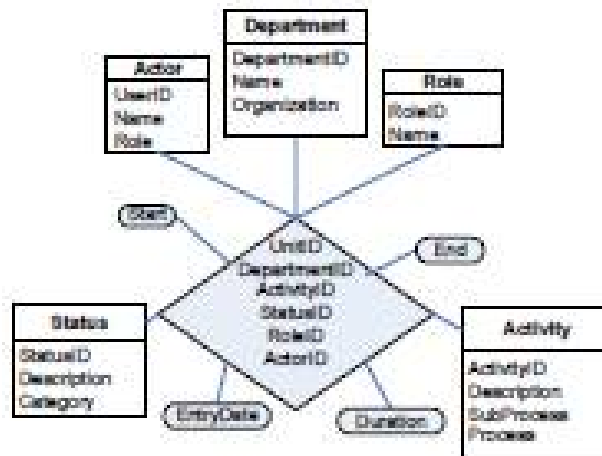 Department
DepartmentID
Name
Organization
Actor
UserID
Name
Role
Role
RoleID
Name
Start
End
UnitID
DepartmentID
ActivityID
StatusID
RoleID
ActorID
Status
StatusID
Description
Category
Activity
ActivityID
Description
SubProcess
Process
EntryDate
Duration